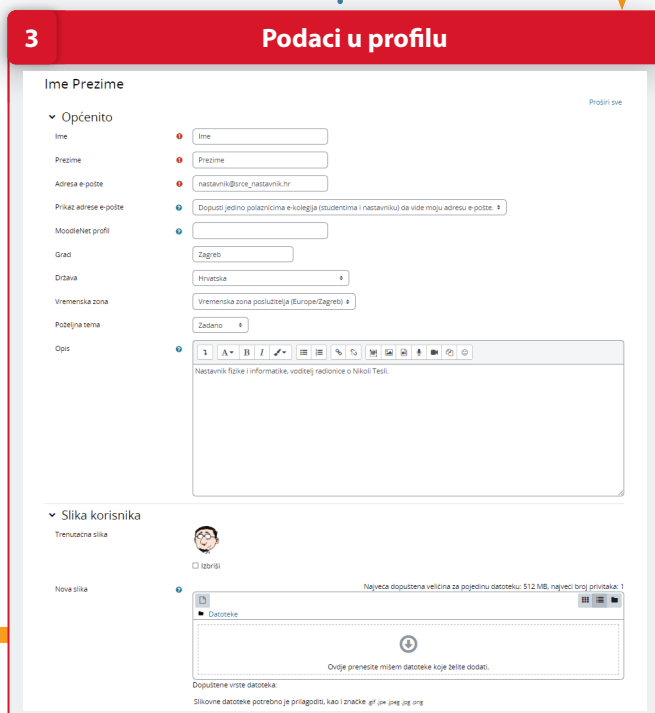 3
Podaci u profilu
Ime Prezime
Proširi sve
Općenito
Ime
Ime
Prezime
Prezime
Adresa e-pošte
nastavnik@srce_nastavnik.hr
Prikaz adrese e-pošte
Dopusti jedino polaznicima e-kolegija (studentima i nastavniku) da vide moju adresu e-pošte.
MoodleNet profil
Grad
Zagreb
Država
Hrvatska
Vremenska zona
Vremenska zona poslužitelja (Europe/Zagreb)
Poželjna tema
Zadano
Opis
A B I
Nastavnik fizike i informatike, voditelj radionice o Nikoli Tesli.
Slika korisnika
Trenutačna slika
Izbriši
Nova slika
Najveća dopuštena veličina za pojedinu datoteku: 512 MB, najveći broj privitaka: 1
Datoteke
Ovdje prenesite mišem datoteke koje želite dodati.
Dopuštene vrste datoteka:
Slikovne datoteke potrebno je prilagoditi, kao i značke .gif .jpe .jpeg .jpg .png